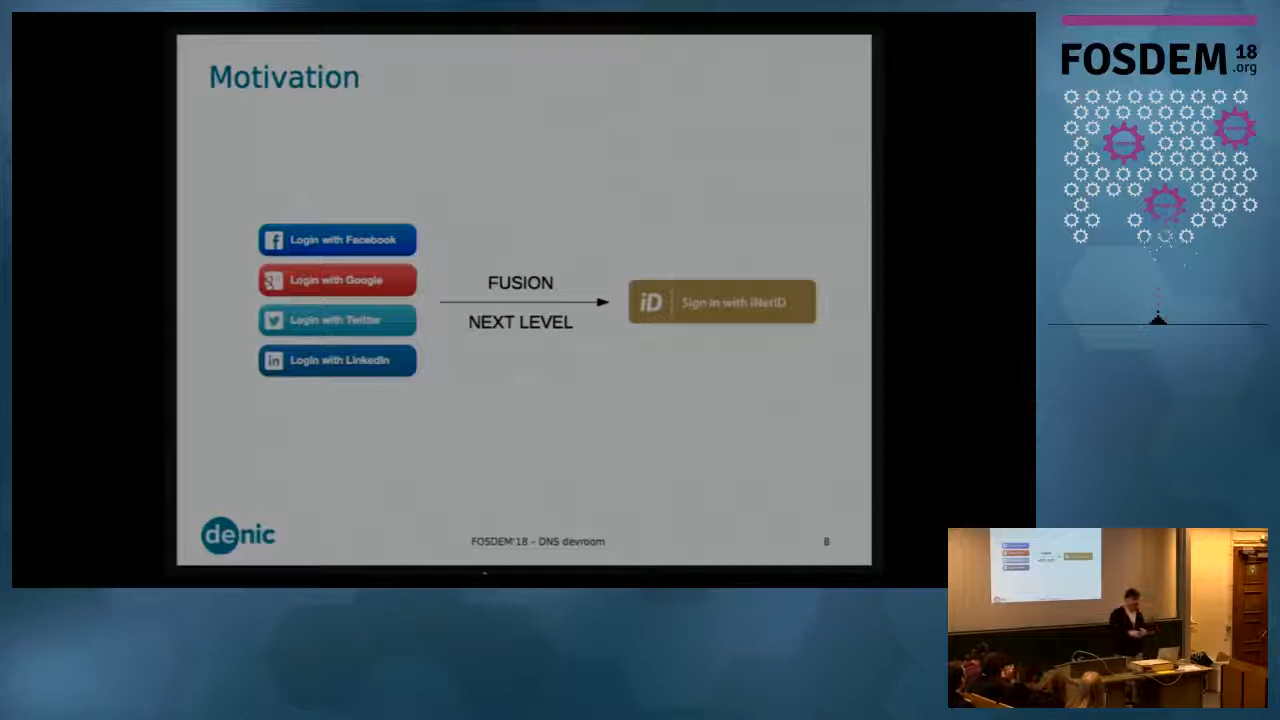 Motivation
Login with Facebook
Login with Google
Login with Twitter
Login with LinkedIn
FUSION
NEXT LEVEL
iD Sign in with iNetID
denic
FOSDEM'18 - DNS devroom
8
FOSDEM 18
.org